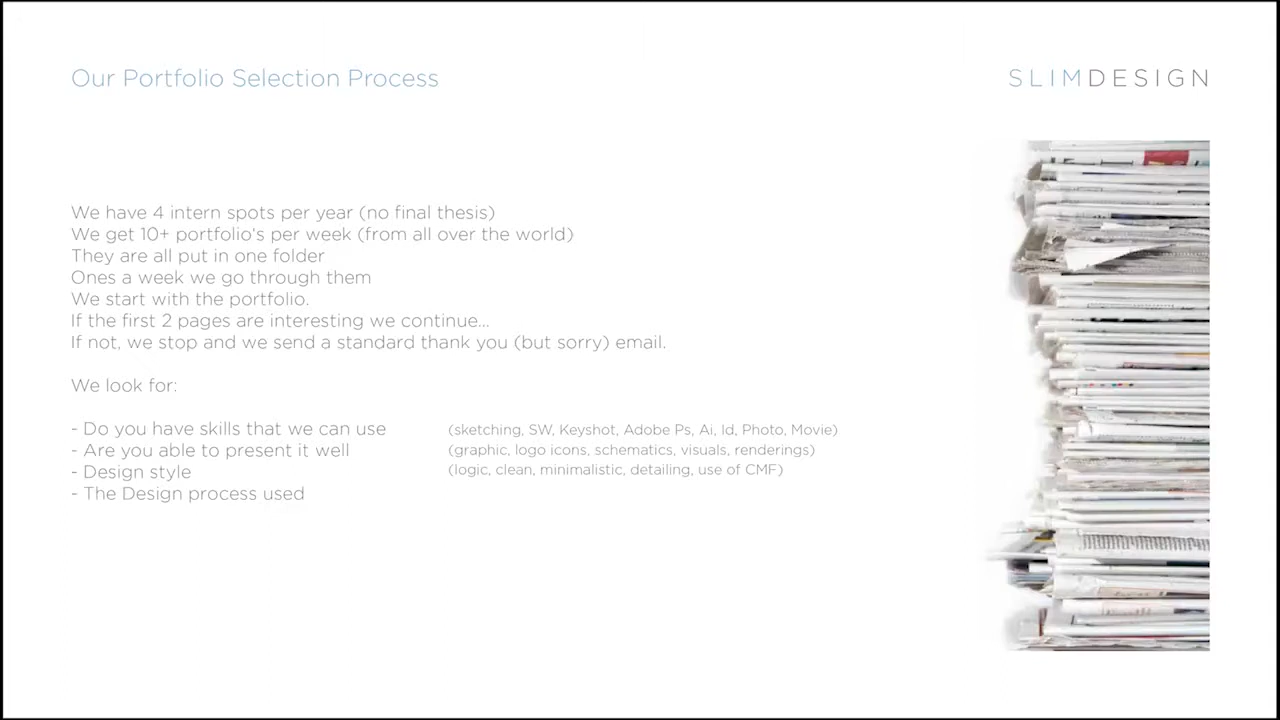 Our Portfolio Selection Process
SLIMDESIGN
We have 4 intern spots per year (no final thesis)
We get 10+ portfolio's per week (from all over the world)
They are all put in one folder
Ones a week we go through them
We start with the portfolio.
If the first 2 pages are interesting we continue...
If not, we stop and we send a standard thank you (but sorry) email.
We look for:
- Do you have skills that we can use (sketching, SW, Keyshot, Adobe Ps, Ai, Id, Photo, Movie)
- Are you able to present it well (graphic, logo icons, schematics, visuals, renderings)
- Design style (logic, clean, minimalistic, detailing, use of CMF)
- The Design process used